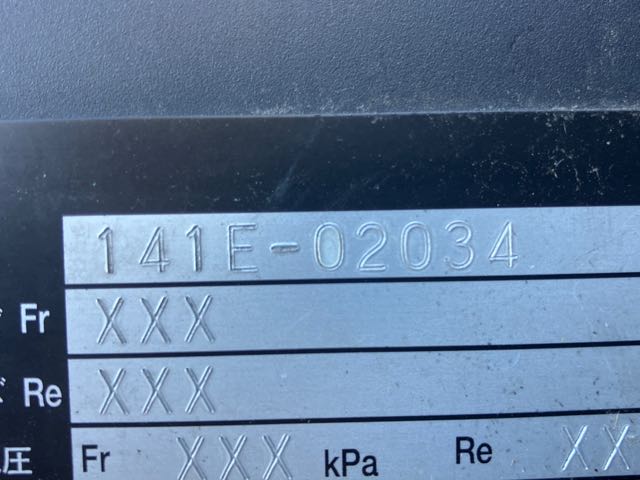 141E-02034
Fr XXX
Re XXX
圧 Fr XXX kPa Re XX